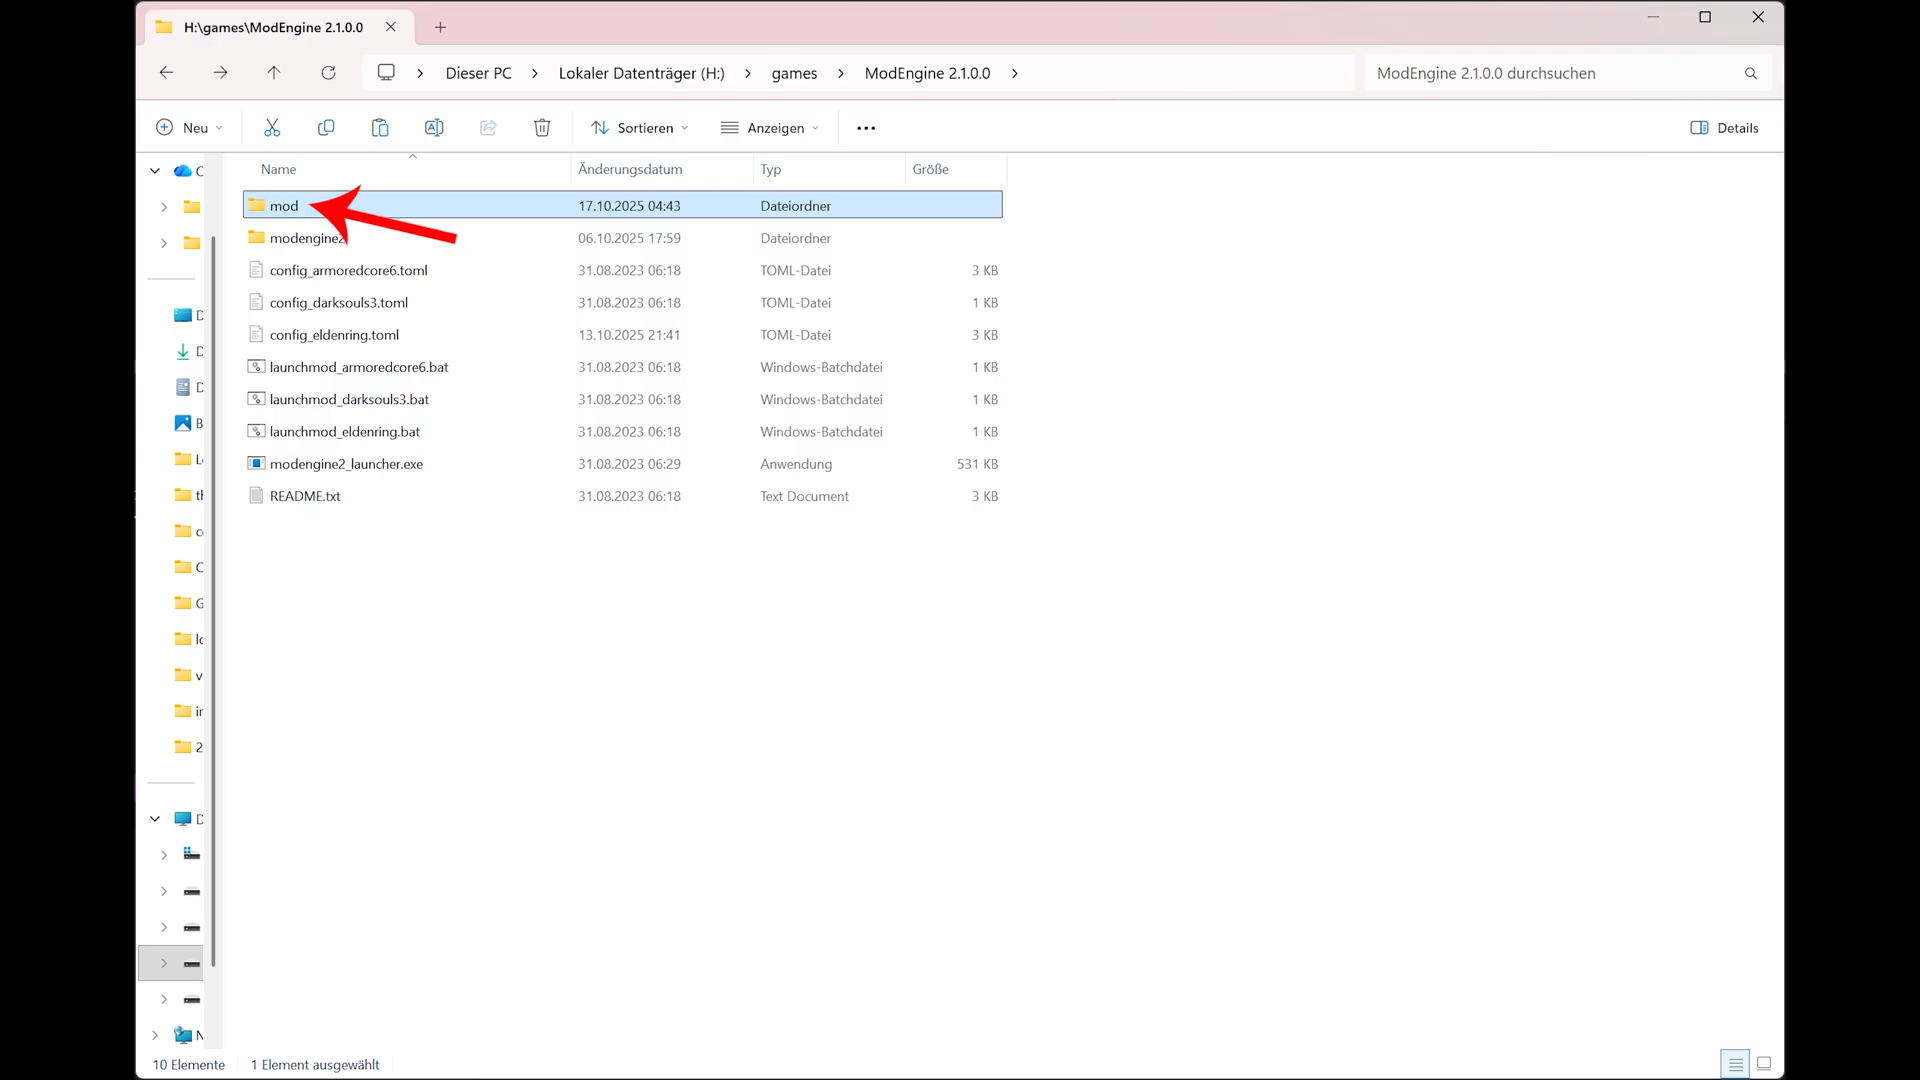 H:\games\ModEngine 2.1.0.0
Dieser PC
Lokaler Datenträger (H:)
games
ModEngine 2.1.0.0
ModEngine 2.1.0.0 durchsuchen
Neu
Sortieren
Anzeigen
Details
Name Änderungsdatum Typ Größe
mod 17.10.2025 04:43 Dateiordner
modengine2 06.10.2025 17:59 Dateiordner
config_armoredcore6.toml 31.08.2023 06:18 TOML-Datei 3 KB
config_darksouls3.toml 31.08.2023 06:18 TOML-Datei 1 KB
config_eldenring.toml 13.10.2025 21:41 TOML-Datei 3 KB
launchmod_armoredcore6.bat 31.08.2023 06:18 Windows-Batchdatei 1 KB
launchmod_darksouls3.bat 31.08.2023 06:18 Windows-Batchdatei 1 KB
launchmod_eldenring.bat 31.08.2023 06:18 Windows-Batchdatei 1 KB
modengine2_launcher.exe 31.08.2023 06:29 Anwendung 531 KB
README.txt 31.08.2023 06:18 Text Document 3 KB
10 Elemente
1 Element ausgewählt